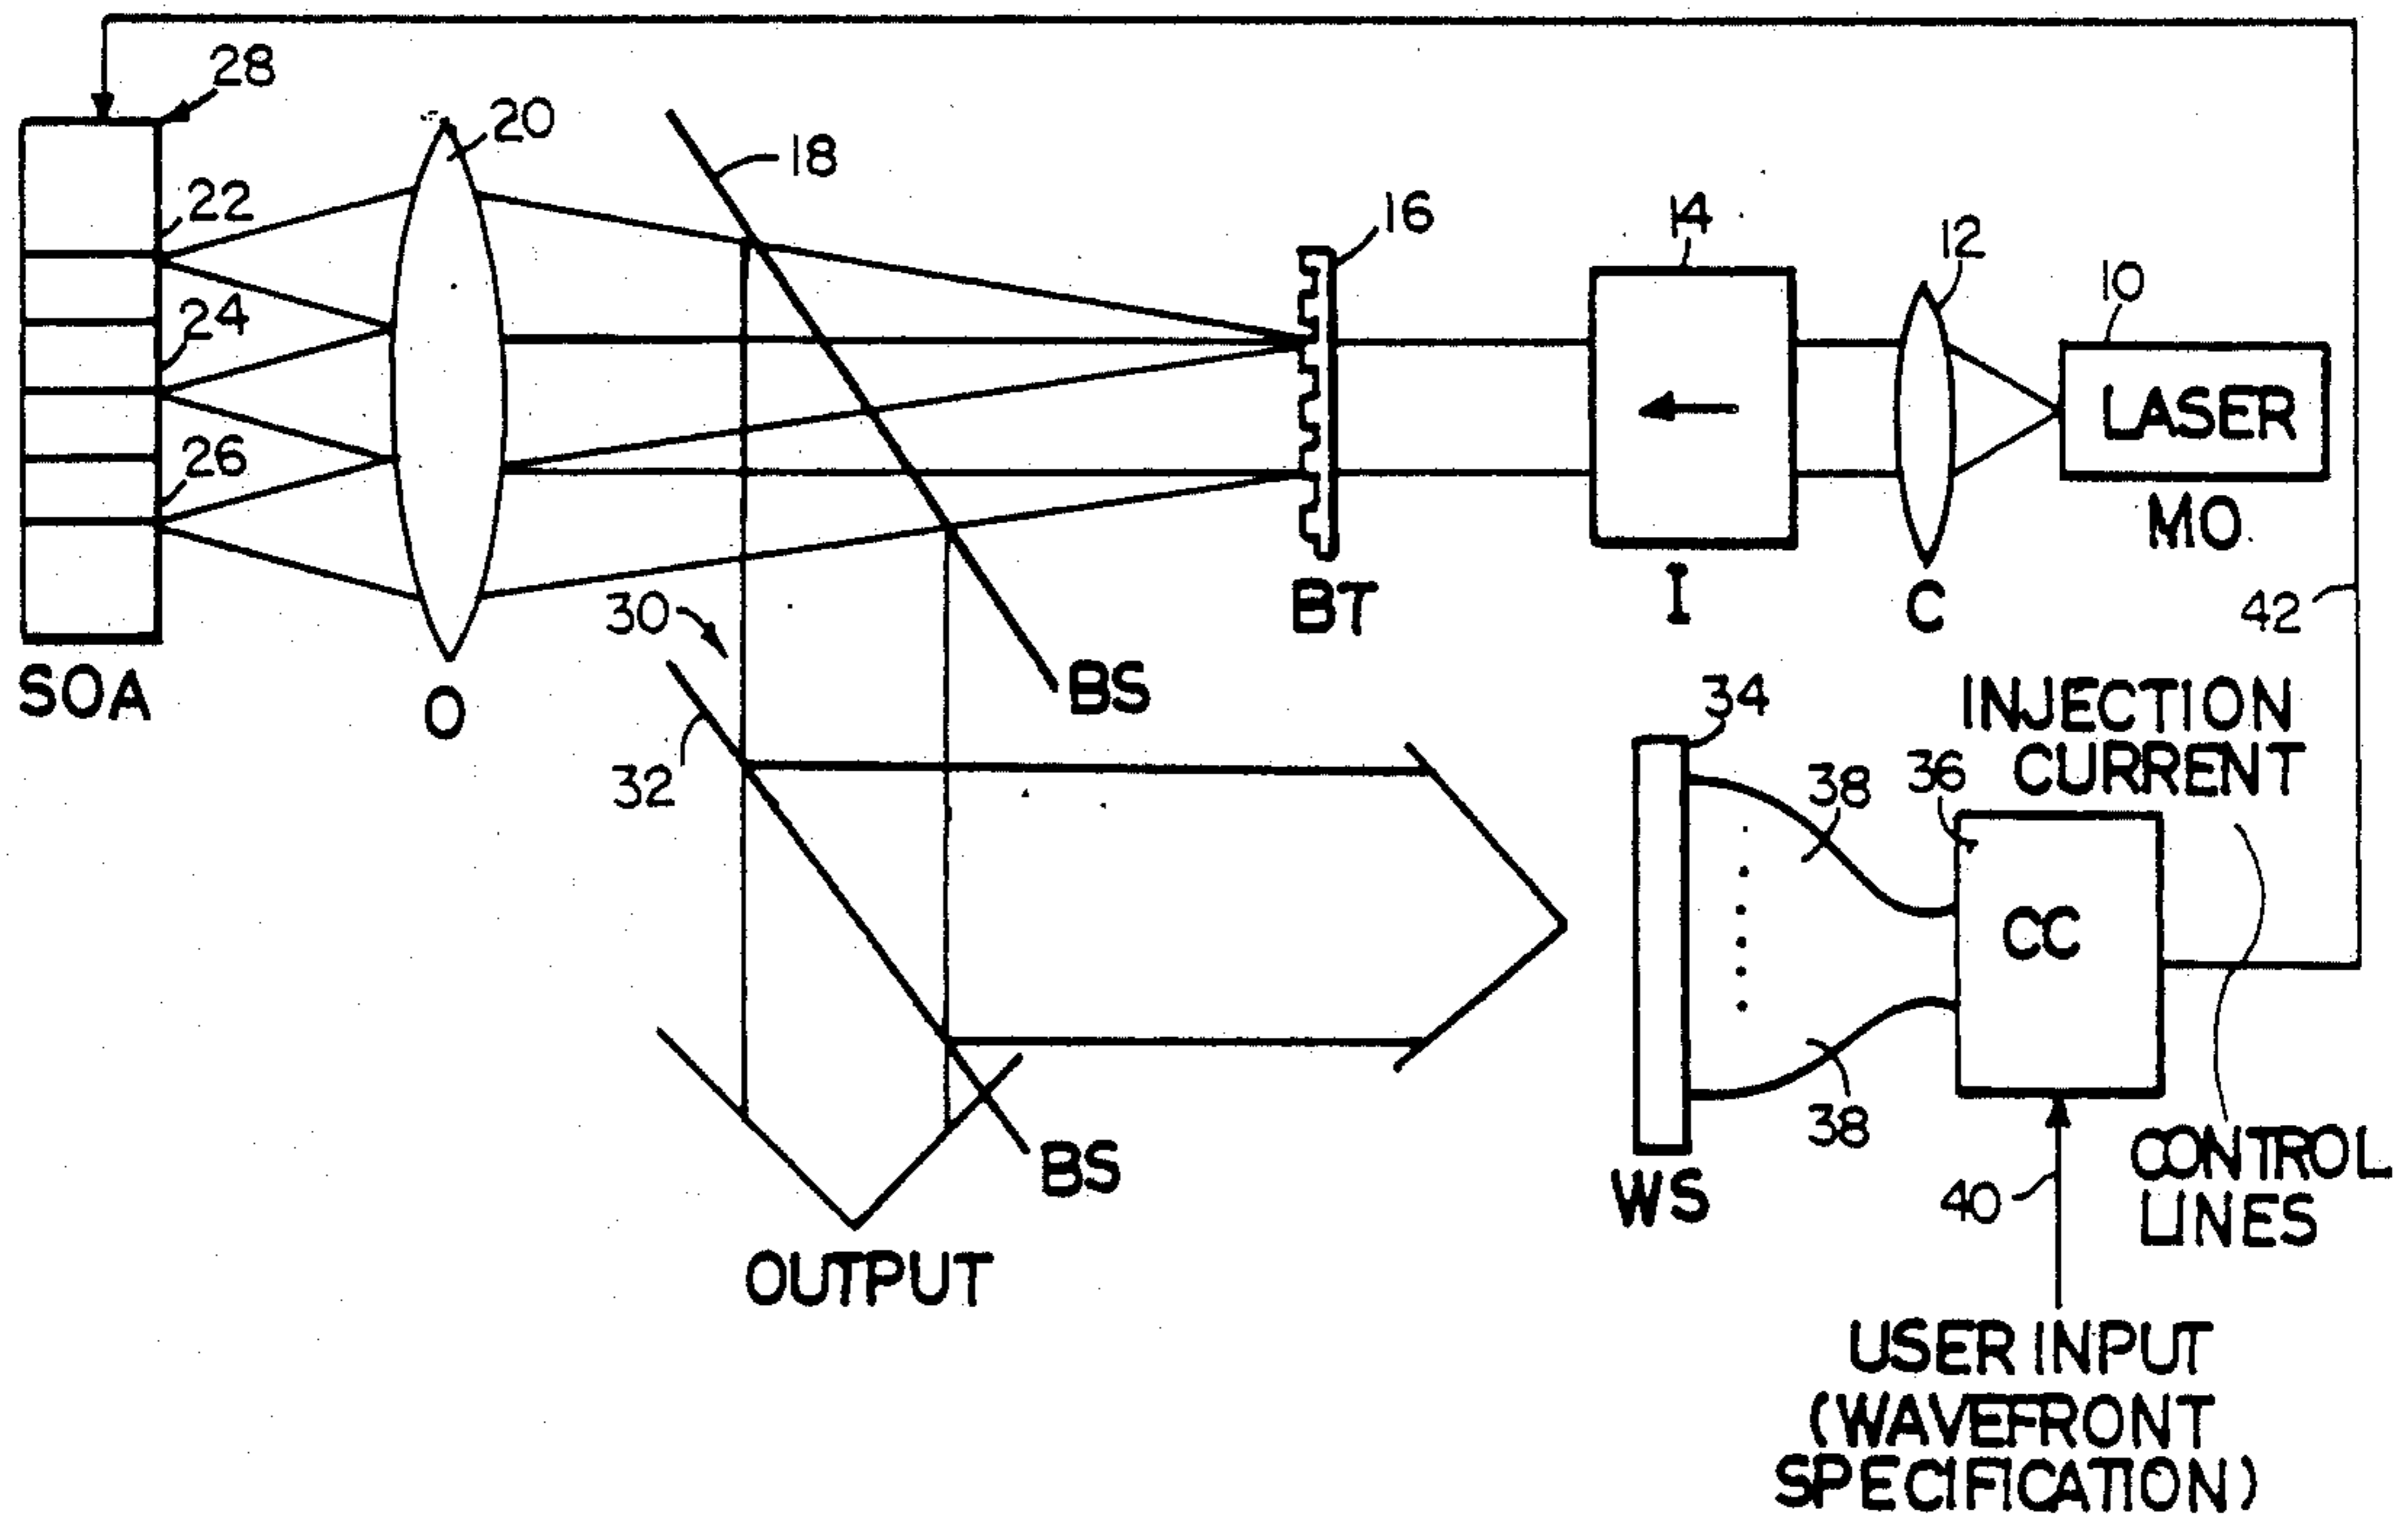 28
20
18
22
16
14
12
10
24
LASER
26
MO
BT
I
C
30
42
SOA
O
BS
34
INJECTION
CURRENT
32
38
36
CC
BS
38
WS
40
CONTROL
LINES
OUTPUT
USER INPUT
(WAVEFRONT
SPECIFICATION)